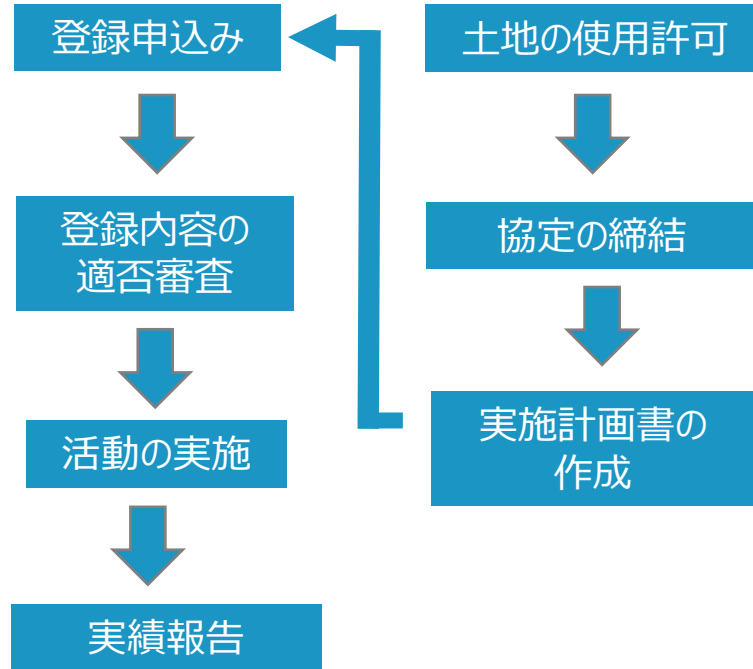 登録申込み
土地の使用許可
登録内容の
適否審査
協定の締結
活動の実施
実施計画書の
作成
実績報告